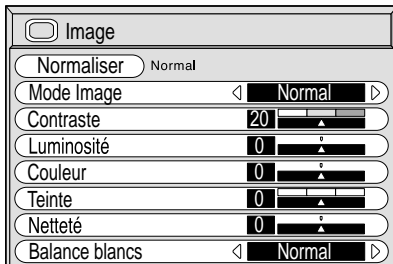 Image
Normaliser Normal
Mode Image Normal
Contraste 20
Luminosité 0
Couleur 0
Teinte 0
Netteté 0
Balance blancs Normal